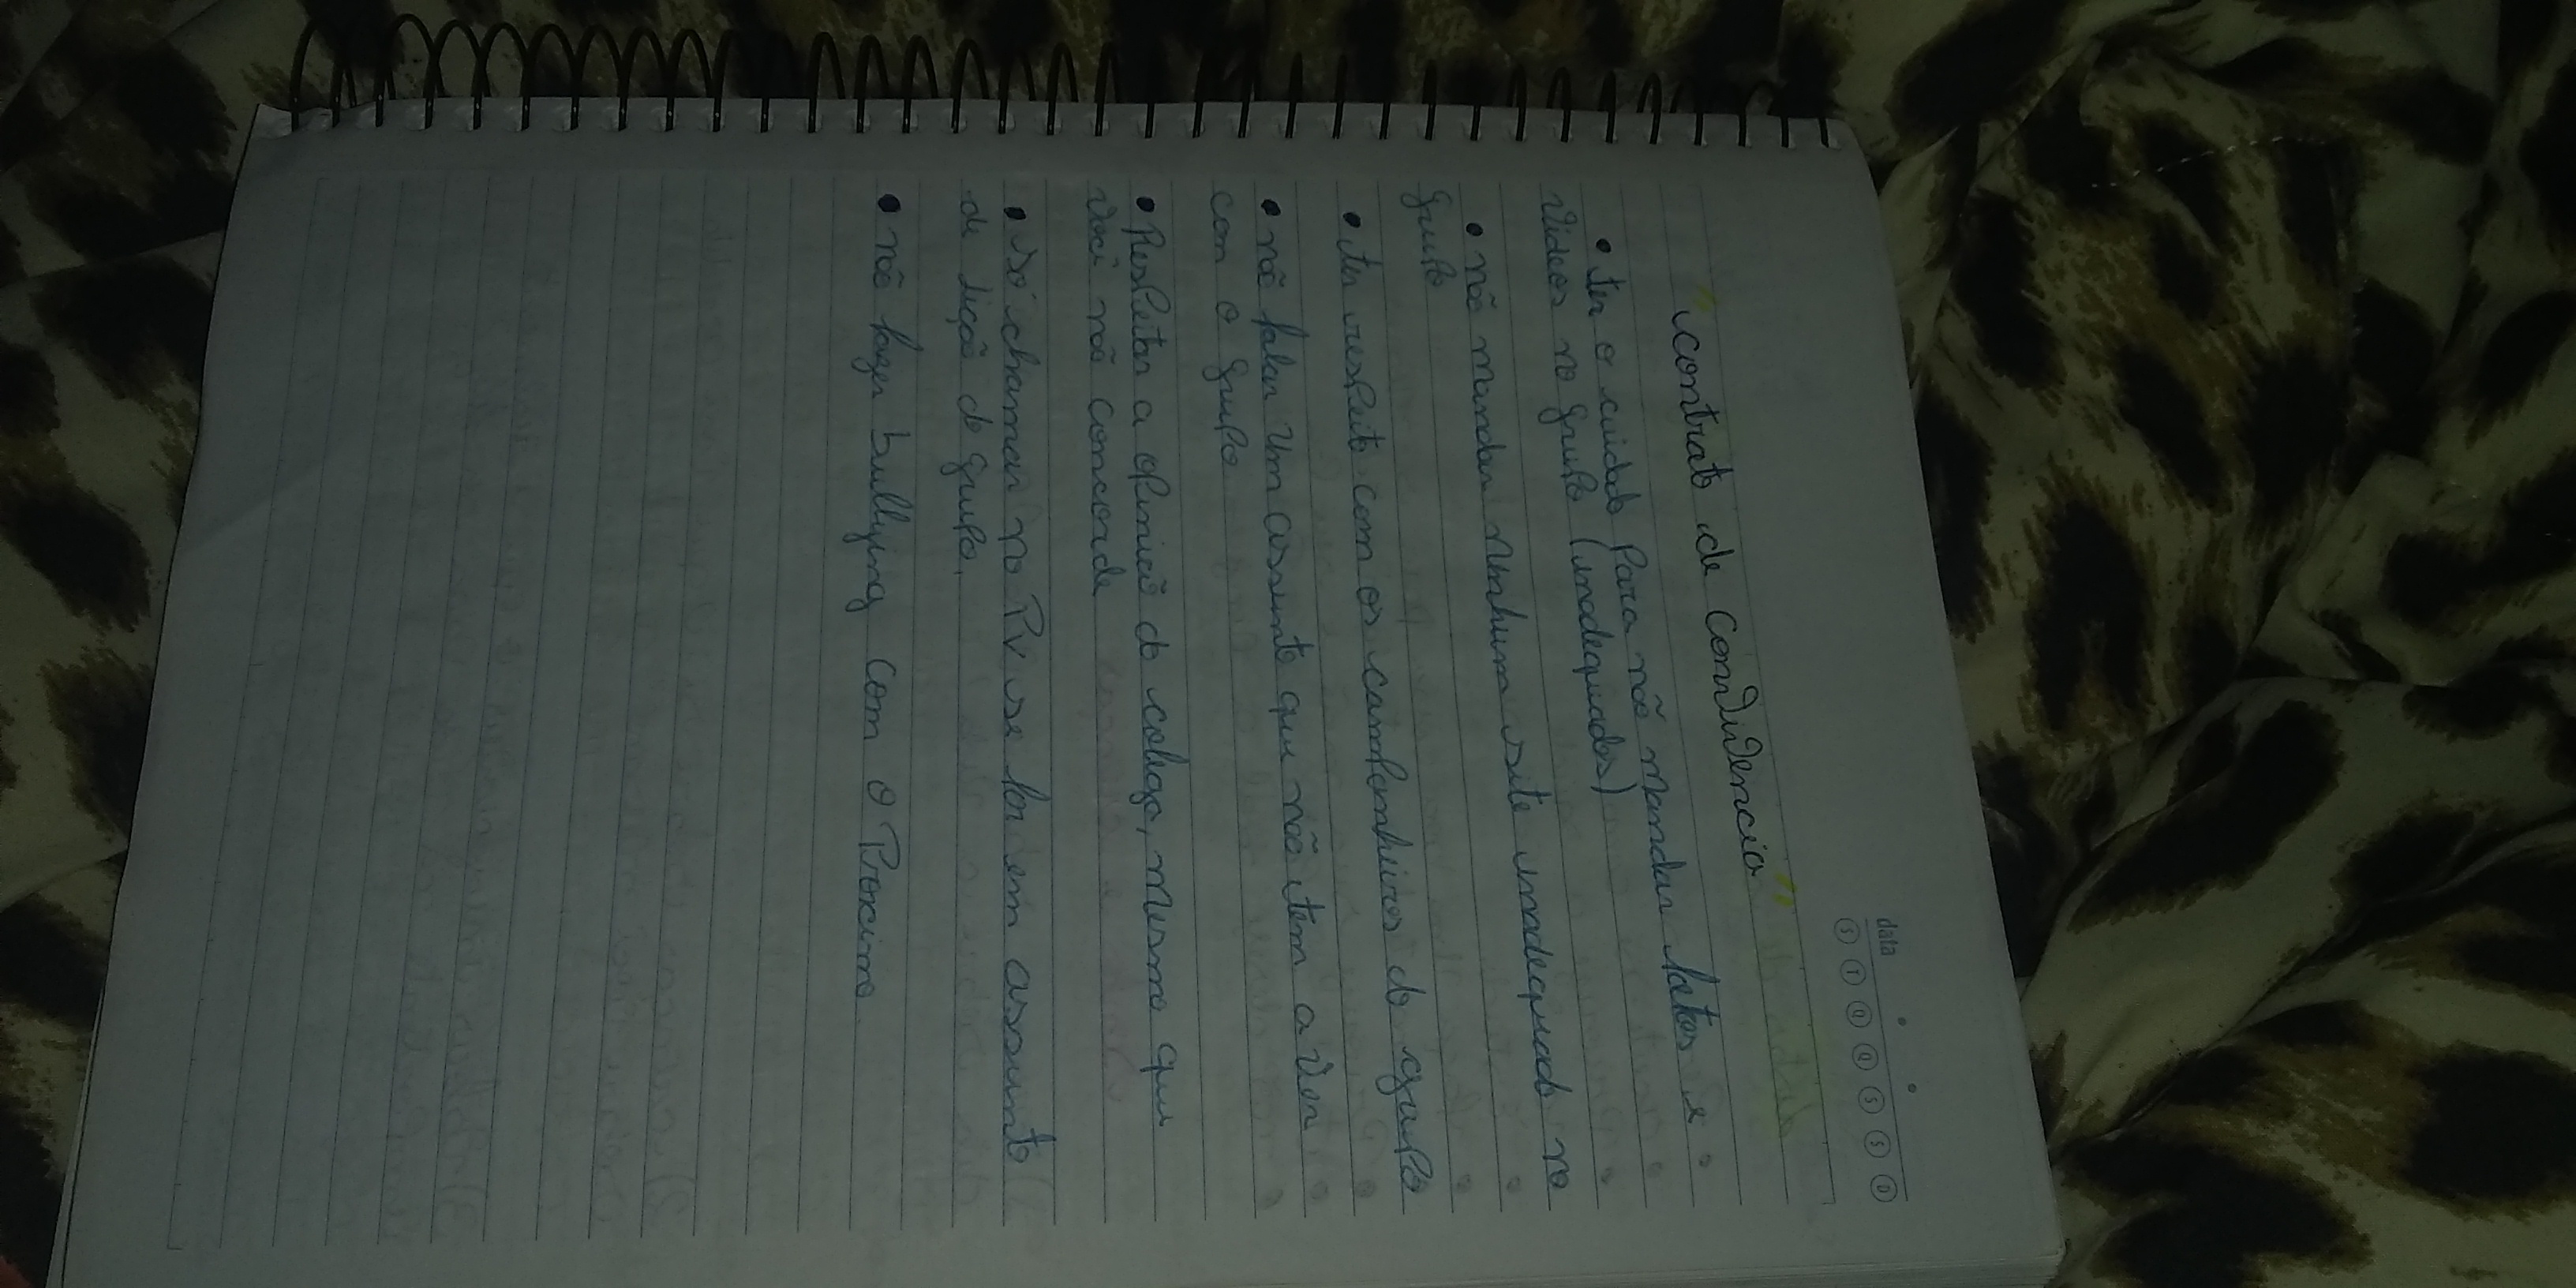 data
S T Q Q S S D
"contrato de convivencia"
• ter o cuidado para não mandar fotos e
videos no grupo (inadequados)
• não mandar nenhum site inadequado no
grupo
• ter respeito com os companheiros do grupo
• não falar um assunto que não tem a ver
com o grupo
• Respeitar a opinião do colega, mesmo que
você não concorde
• só chamar no Pv se for em assunto
de lição do grupo.
• não fazer bullying com o Proximo.